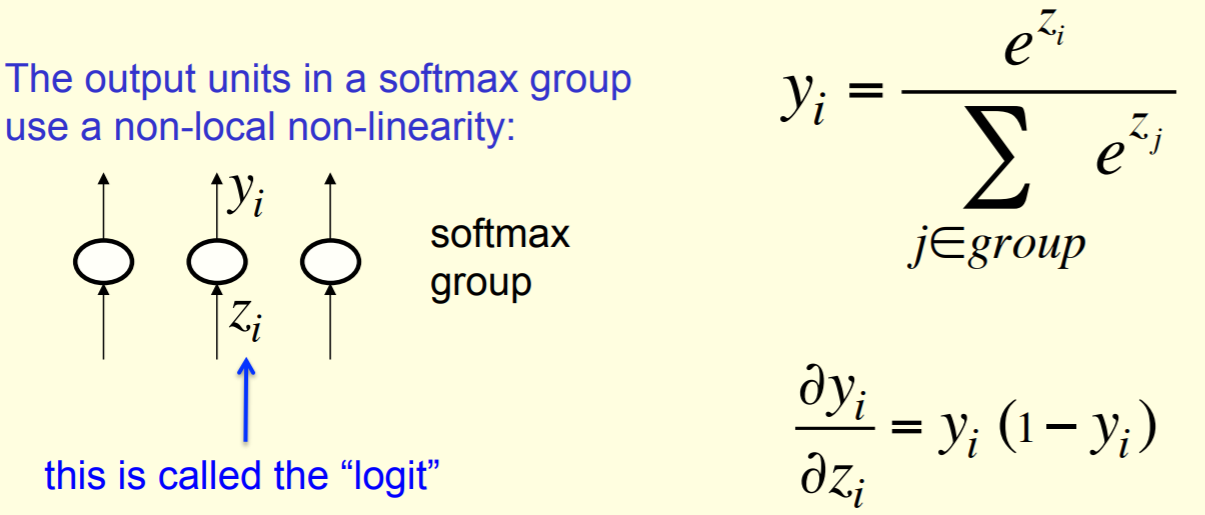 The output units in a softmax group
use a non-local non-linearity:
y_i
softmax
group
z_i
this is called the “logit”
y_i = e^{z_i} / ∑_{j∈group} e^{z_j}
∂y_i / ∂z_i = y_i (1 − y_i)